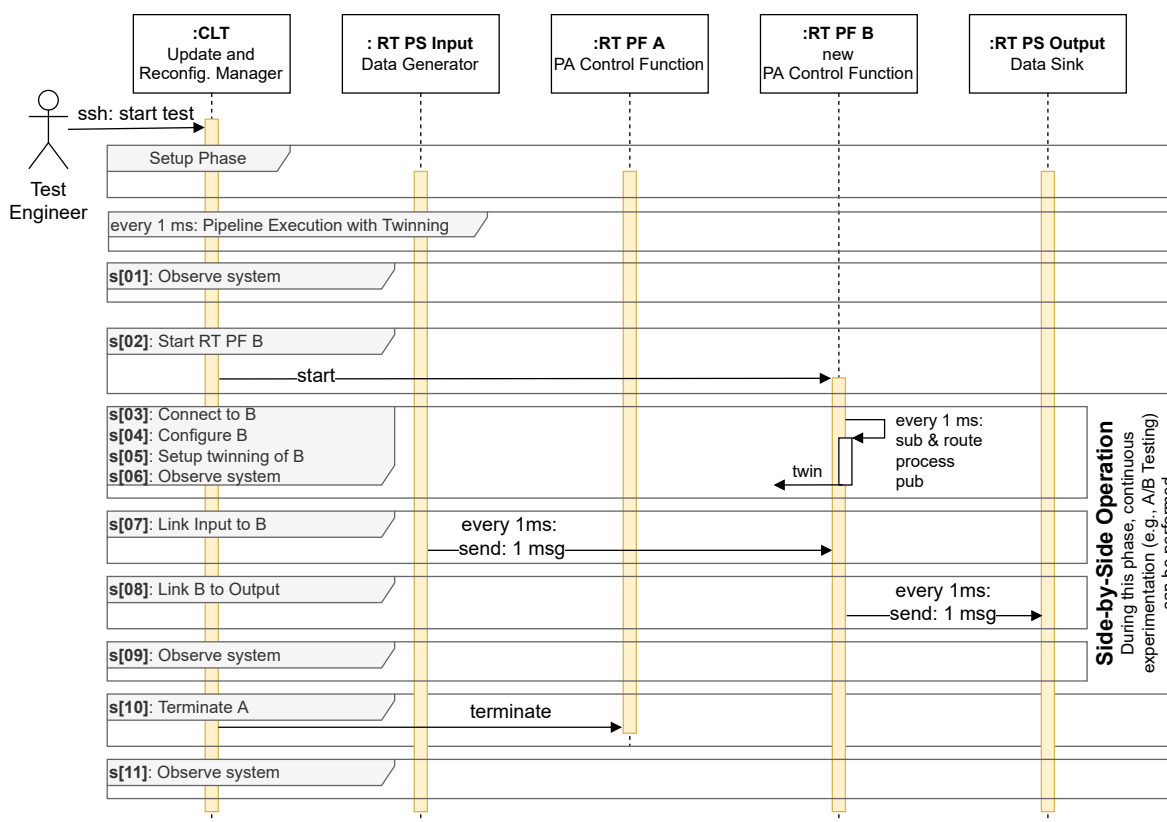 :CLT
Update and
Reconfig. Manager
: RT PS Input
Data Generator
:RT PF A
PA Control Function
:RT PF B
new
PA Control Function
:RT PS Output
Data Sink
ssh: start test
Test
Engineer
Setup Phase
every 1 ms: Pipeline Execution with Twinning
s[01]: Observe system
s[02]: Start RT PF B
start
s[03]: Connect to B
s[04]: Configure B
s[05]: Setup twinning of B
s[06]: Observe system
every 1 ms:
sub & route
process
pub
twin
s[07]: Link Input to B
every 1ms:
send: 1 msg
s[08]: Link B to Output
every 1ms:
send: 1 msg
s[09]: Observe system
Side-by-Side Operation
During this phase, continuous
experimentation (e.g., A/B Testing)
can be performed
s[10]: Terminate A
terminate
s[11]: Observe system